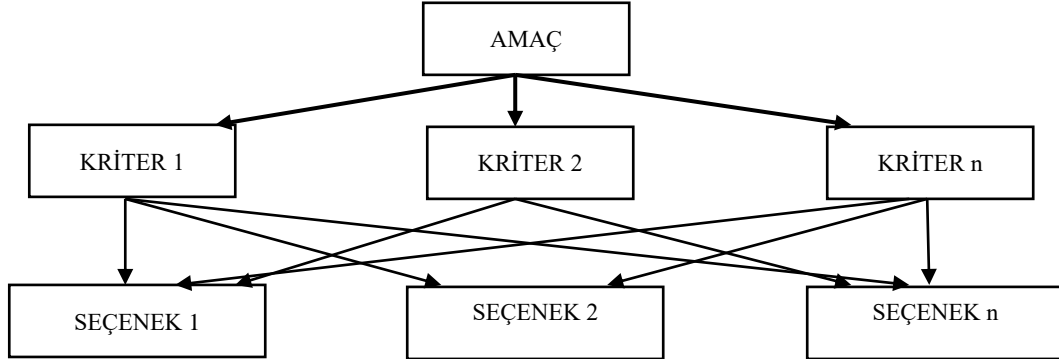 AMAÇ
KRİTER 1
KRİTER 2
KRİTER n
SEÇENEK 1
SEÇENEK 2
SEÇENEK n